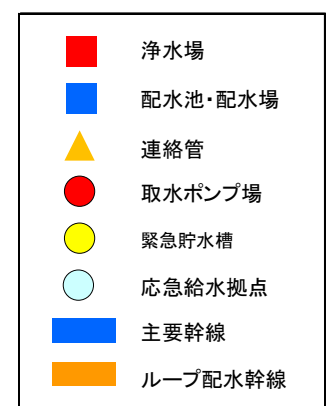 浄水場
配水池・配水場
連絡管
取水ポンプ場
緊急貯水槽
応急給水拠点
主要幹線
ループ配水幹線